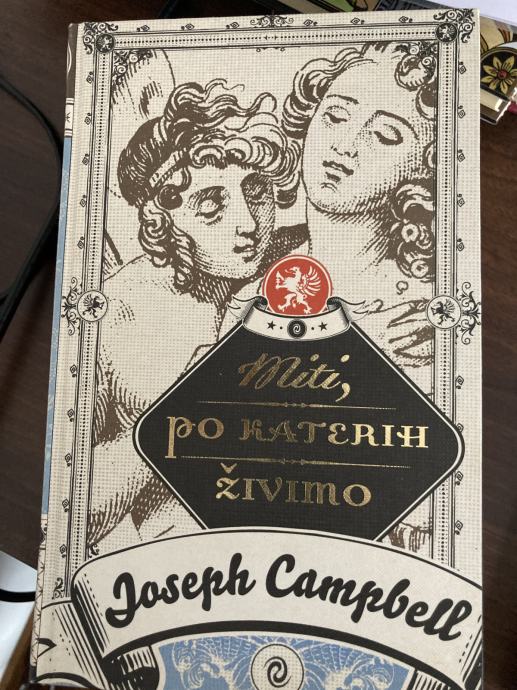 Miti,
PO KATERIH
ŽIVIMO
Joseph Campbell